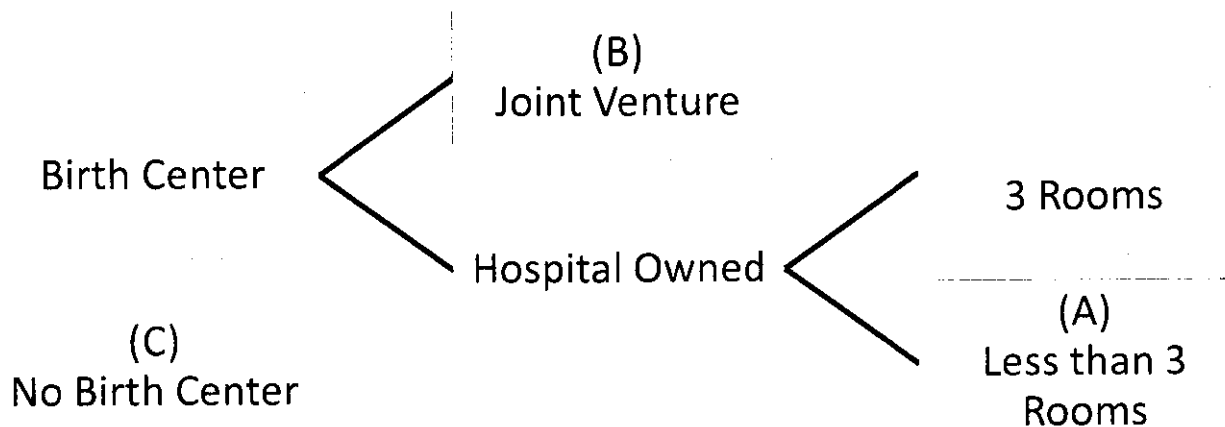 (B)
Joint Venture
Birth Center
3 Rooms
Hospital Owned
(A)
Less than 3
Rooms
(C)
No Birth Center